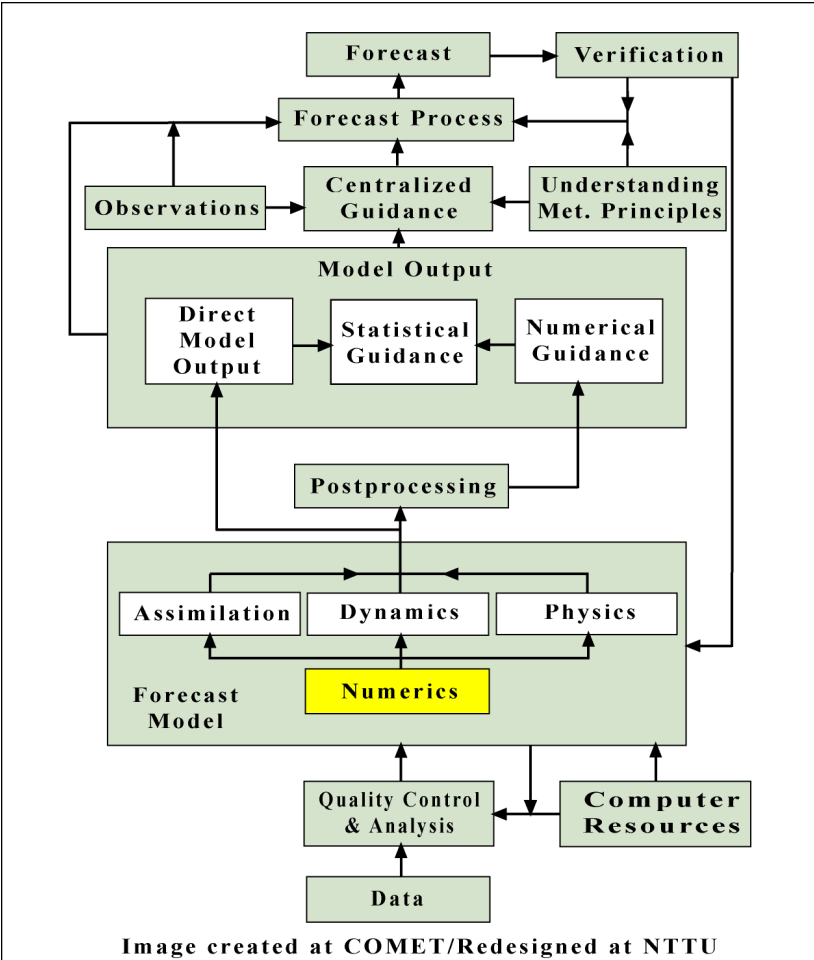 Forecast
Verification
Forecast Process
Observations
Centralized
Guidance
Understanding
Met. Principles
Model Output
Direct
Model
Output
Statistical
Guidance
Numerical
Guidance
Postprocessing
Assimilation
Dynamics
Physics
Numerics
Forecast
Model
Quality Control
& Analysis
Computer
Resources
Data
Image created at COMET/Redesigned at NTTU